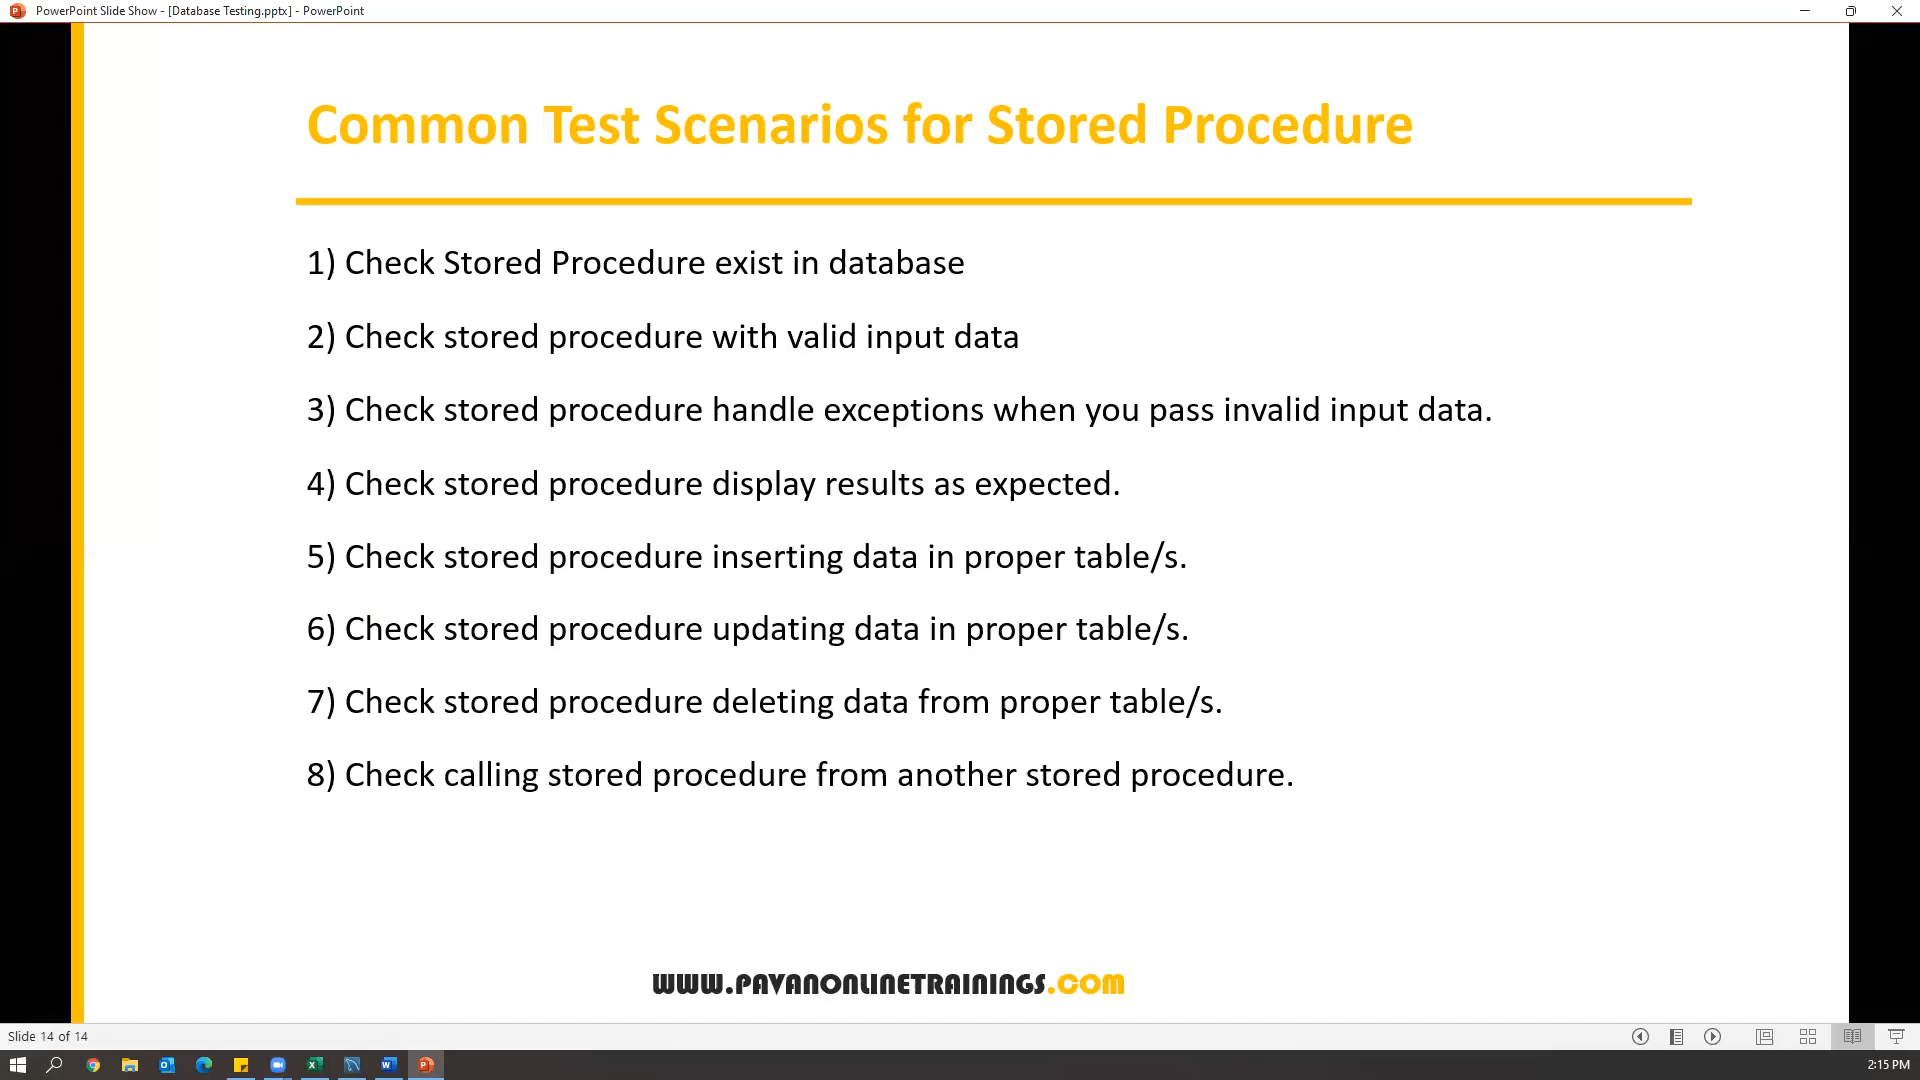 PowerPoint Slide Show - [Database Testing.pptx] - PowerPoint
Common Test Scenarios for Stored Procedure
1) Check Stored Procedure exist in database
2) Check stored procedure with valid input data
3) Check stored procedure handle exceptions when you pass invalid input data.
4) Check stored procedure display results as expected.
5) Check stored procedure inserting data in proper table/s.
6) Check stored procedure updating data in proper table/s.
7) Check stored procedure deleting data from proper table/s.
8) Check calling stored procedure from another stored procedure.
WWW.PAVANONLINETRAININGS.COM
Slide 14 of 14
2:15 PM